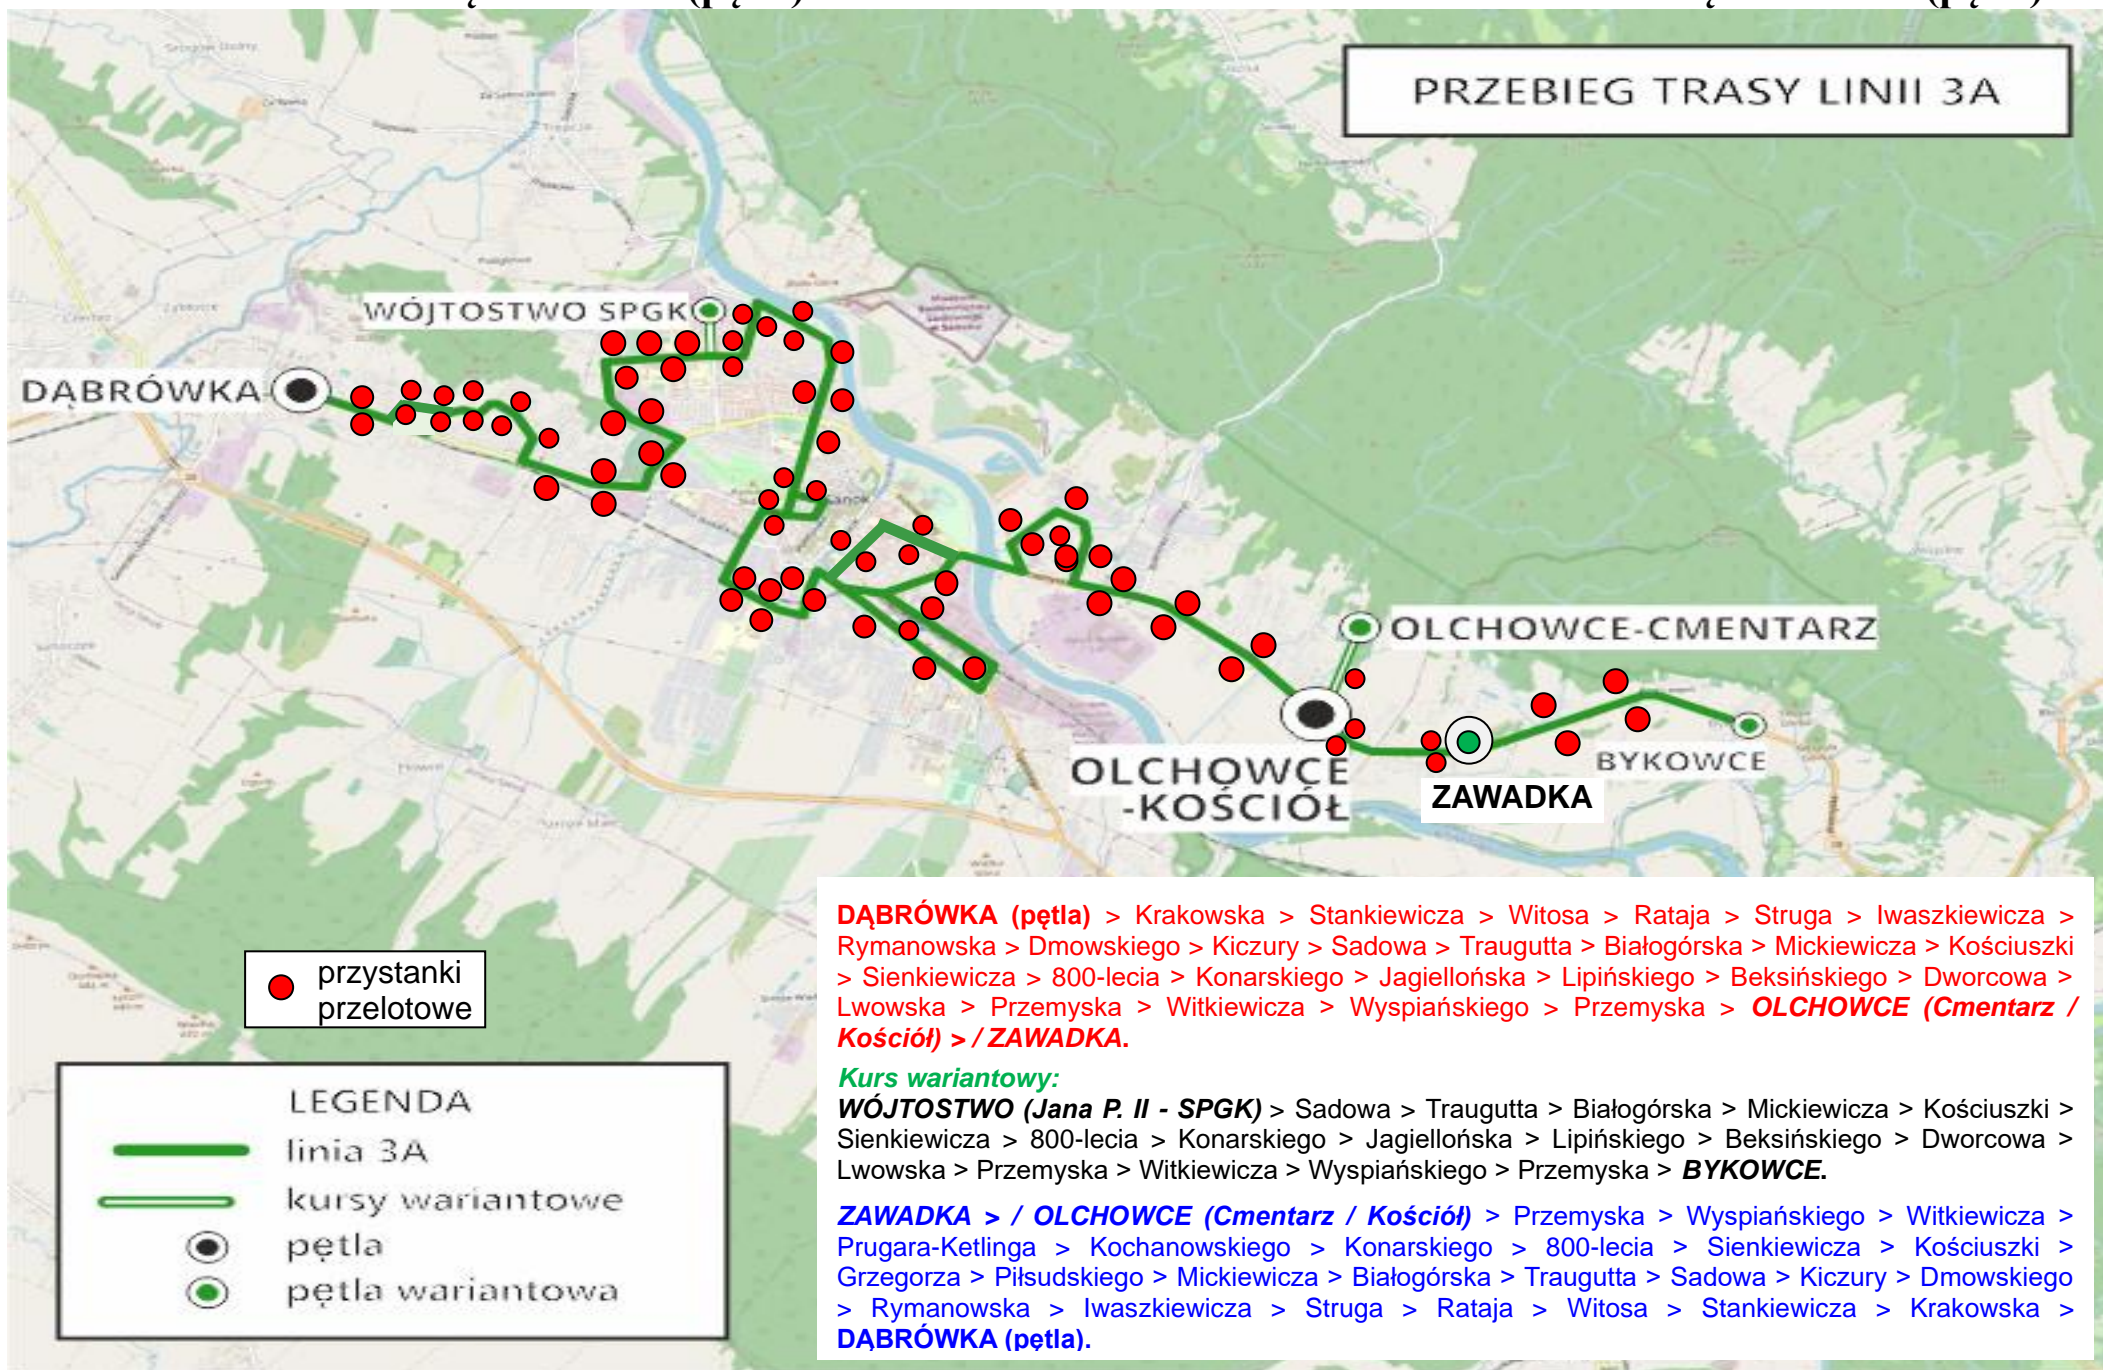 PRZEBIEG TRASY LINII 3A
WÓJTOSTWO SPGK
DĄBRÓWKA
Sanok
OLCHOWCE-CMENTARZ
OLCHOWCE
-KOŚCIÓŁ
BYKOWCE
ZAWADKA
przystanki
przelotowe
LEGENDA
linia 3A
kursy wariantowe
pętla
pętla wariantowa
DĄBRÓWKA (pętla) > Krakowska > Stankiewicza > Witosa > Rataja > Struga > Iwaszkiewicza >
Rymanowska > Dmowskiego > Kiczury > Sadowa > Traugutta > Białogórska > Mickiewicza > Kościuszki
> Sienkiewicza > 800-lecia > Konarskiego > Jagiellońska > Lipińskiego > Beksińskiego > Dworcowa >
Lwowska > Przemyska > Witkiewicza > Wyspiańskiego > Przemyska > OLCHOWCE (Cmentarz /
Kościół) > / ZAWADKA.
Kurs wariantowy:
WÓJTOSTWO (Jana P. II - SPGK) > Sadowa > Traugutta > Białogórska > Mickiewicza > Kościuszki >
Sienkiewicza > 800-lecia > Konarskiego > Jagiellońska > Lipińskiego > Beksińskiego > Dworcowa >
Lwowska > Przemyska > Witkiewicza > Wyspiańskiego > Przemyska > BYKOWCE.
ZAWADKA > / OLCHOWCE (Cmentarz / Kościół) > Przemyska > Wyspiańskiego > Witkiewicza >
Prugara-Ketlinga > Kochanowskiego > Konarskiego > 800-lecia > Sienkiewicza > Kościuszki >
Grzegorza > Piłsudskiego > Mickiewicza > Białogórska > Traugutta > Sadowa > Kiczury > Dmowskiego
> Rymanowska > Iwaszkiewicza > Struga > Rataja > Witosa > Stankiewicza > Krakowska >
DĄBRÓWKA (pętla).